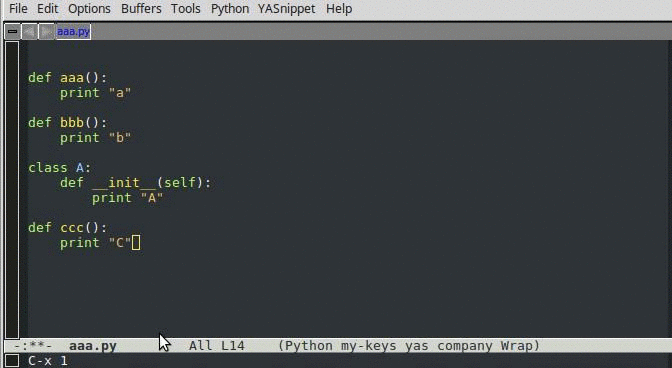 File Edit Options Buffers Tools Python YASnippet Help
aaa.py
def aaa():
    print "a"
def bbb():
    print "b"
class A:
    def __init__(self):
        print "A"
def ccc():
    print "C"
-:**-  aaa.py         All L14    (Python my-keys yas company Wrap)
C-x 1